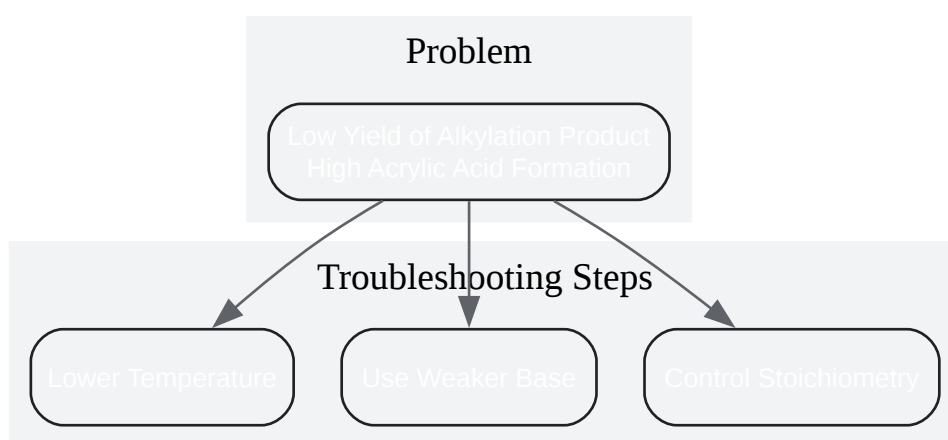 Problem
Low Yield of Alkylation Product
High Acrylic Acid Formation
Troubleshooting Steps
Lower Temperature
Use Weaker Base
Control Stoichiometry